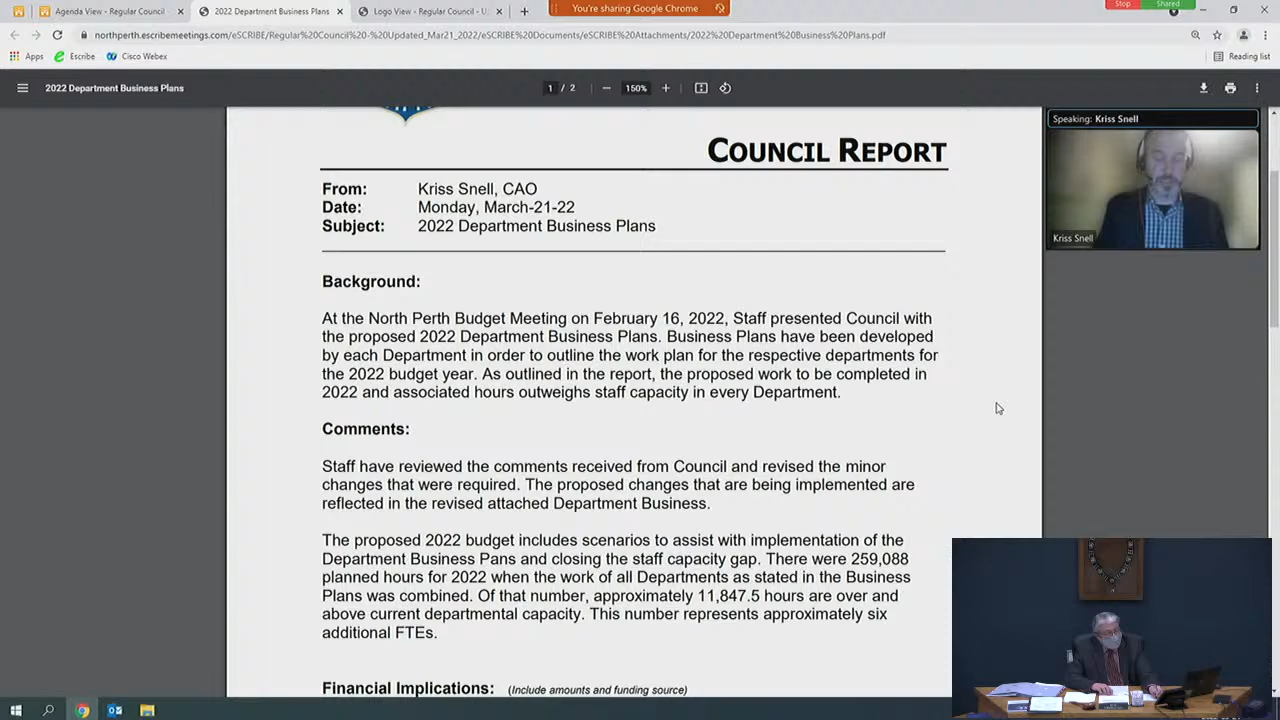 Agenda View - Regular Council
2022 Department Business Plans
Logo View - Regular Council - U
You're sharing Google Chrome
Stop
Shared
northperth.escribemeetings.com/eSCRIBE/Regular%20Council%20-%20Updated_Mar21_2022/eSCRIBE%20Documents/eSCRIBE%20Attachments/2022%20Department%20Business%20Plans.pdf
Apps
Escribe
Cisco Webex
Reading list
2022 Department Business Plans
1 / 2
150%
Speaking: Kriss Snell
Kriss Snell
COUNCIL REPORT
From: Kriss Snell, CAO
Date: Monday, March-21-22
Subject: 2022 Department Business Plans
Background:
At the North Perth Budget Meeting on February 16, 2022, Staff presented Council with
the proposed 2022 Department Business Plans. Business Plans have been developed
by each Department in order to outline the work plan for the respective departments for
the 2022 budget year. As outlined in the report, the proposed work to be completed in
2022 and associated hours outweighs staff capacity in every Department.
Comments:
Staff have reviewed the comments received from Council and revised the minor
changes that were required. The proposed changes that are being implemented are
reflected in the revised attached Department Business.
The proposed 2022 budget includes scenarios to assist with implementation of the
Department Business Pans and closing the staff capacity gap. There were 259,088
planned hours for 2022 when the work of all Departments as stated in the Business
Plans was combined. Of that number, approximately 11,847.5 hours are over and
above current departmental capacity. This number represents approximately six
additional FTEs.
Financial Implications: (Include amounts and funding source)